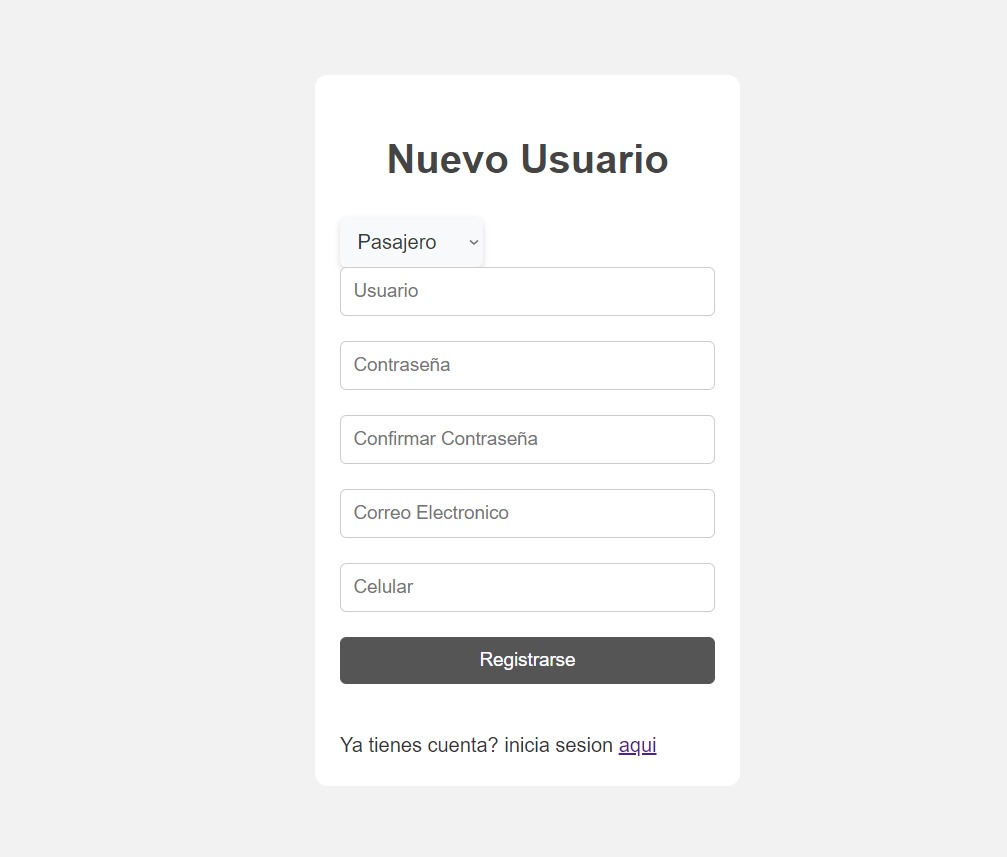 Nuevo Usuario
Pasajero
Usuario
Contraseña
Confirmar Contraseña
Correo Electronico
Celular
Registrarse
Ya tienes cuenta? inicia sesion aqui